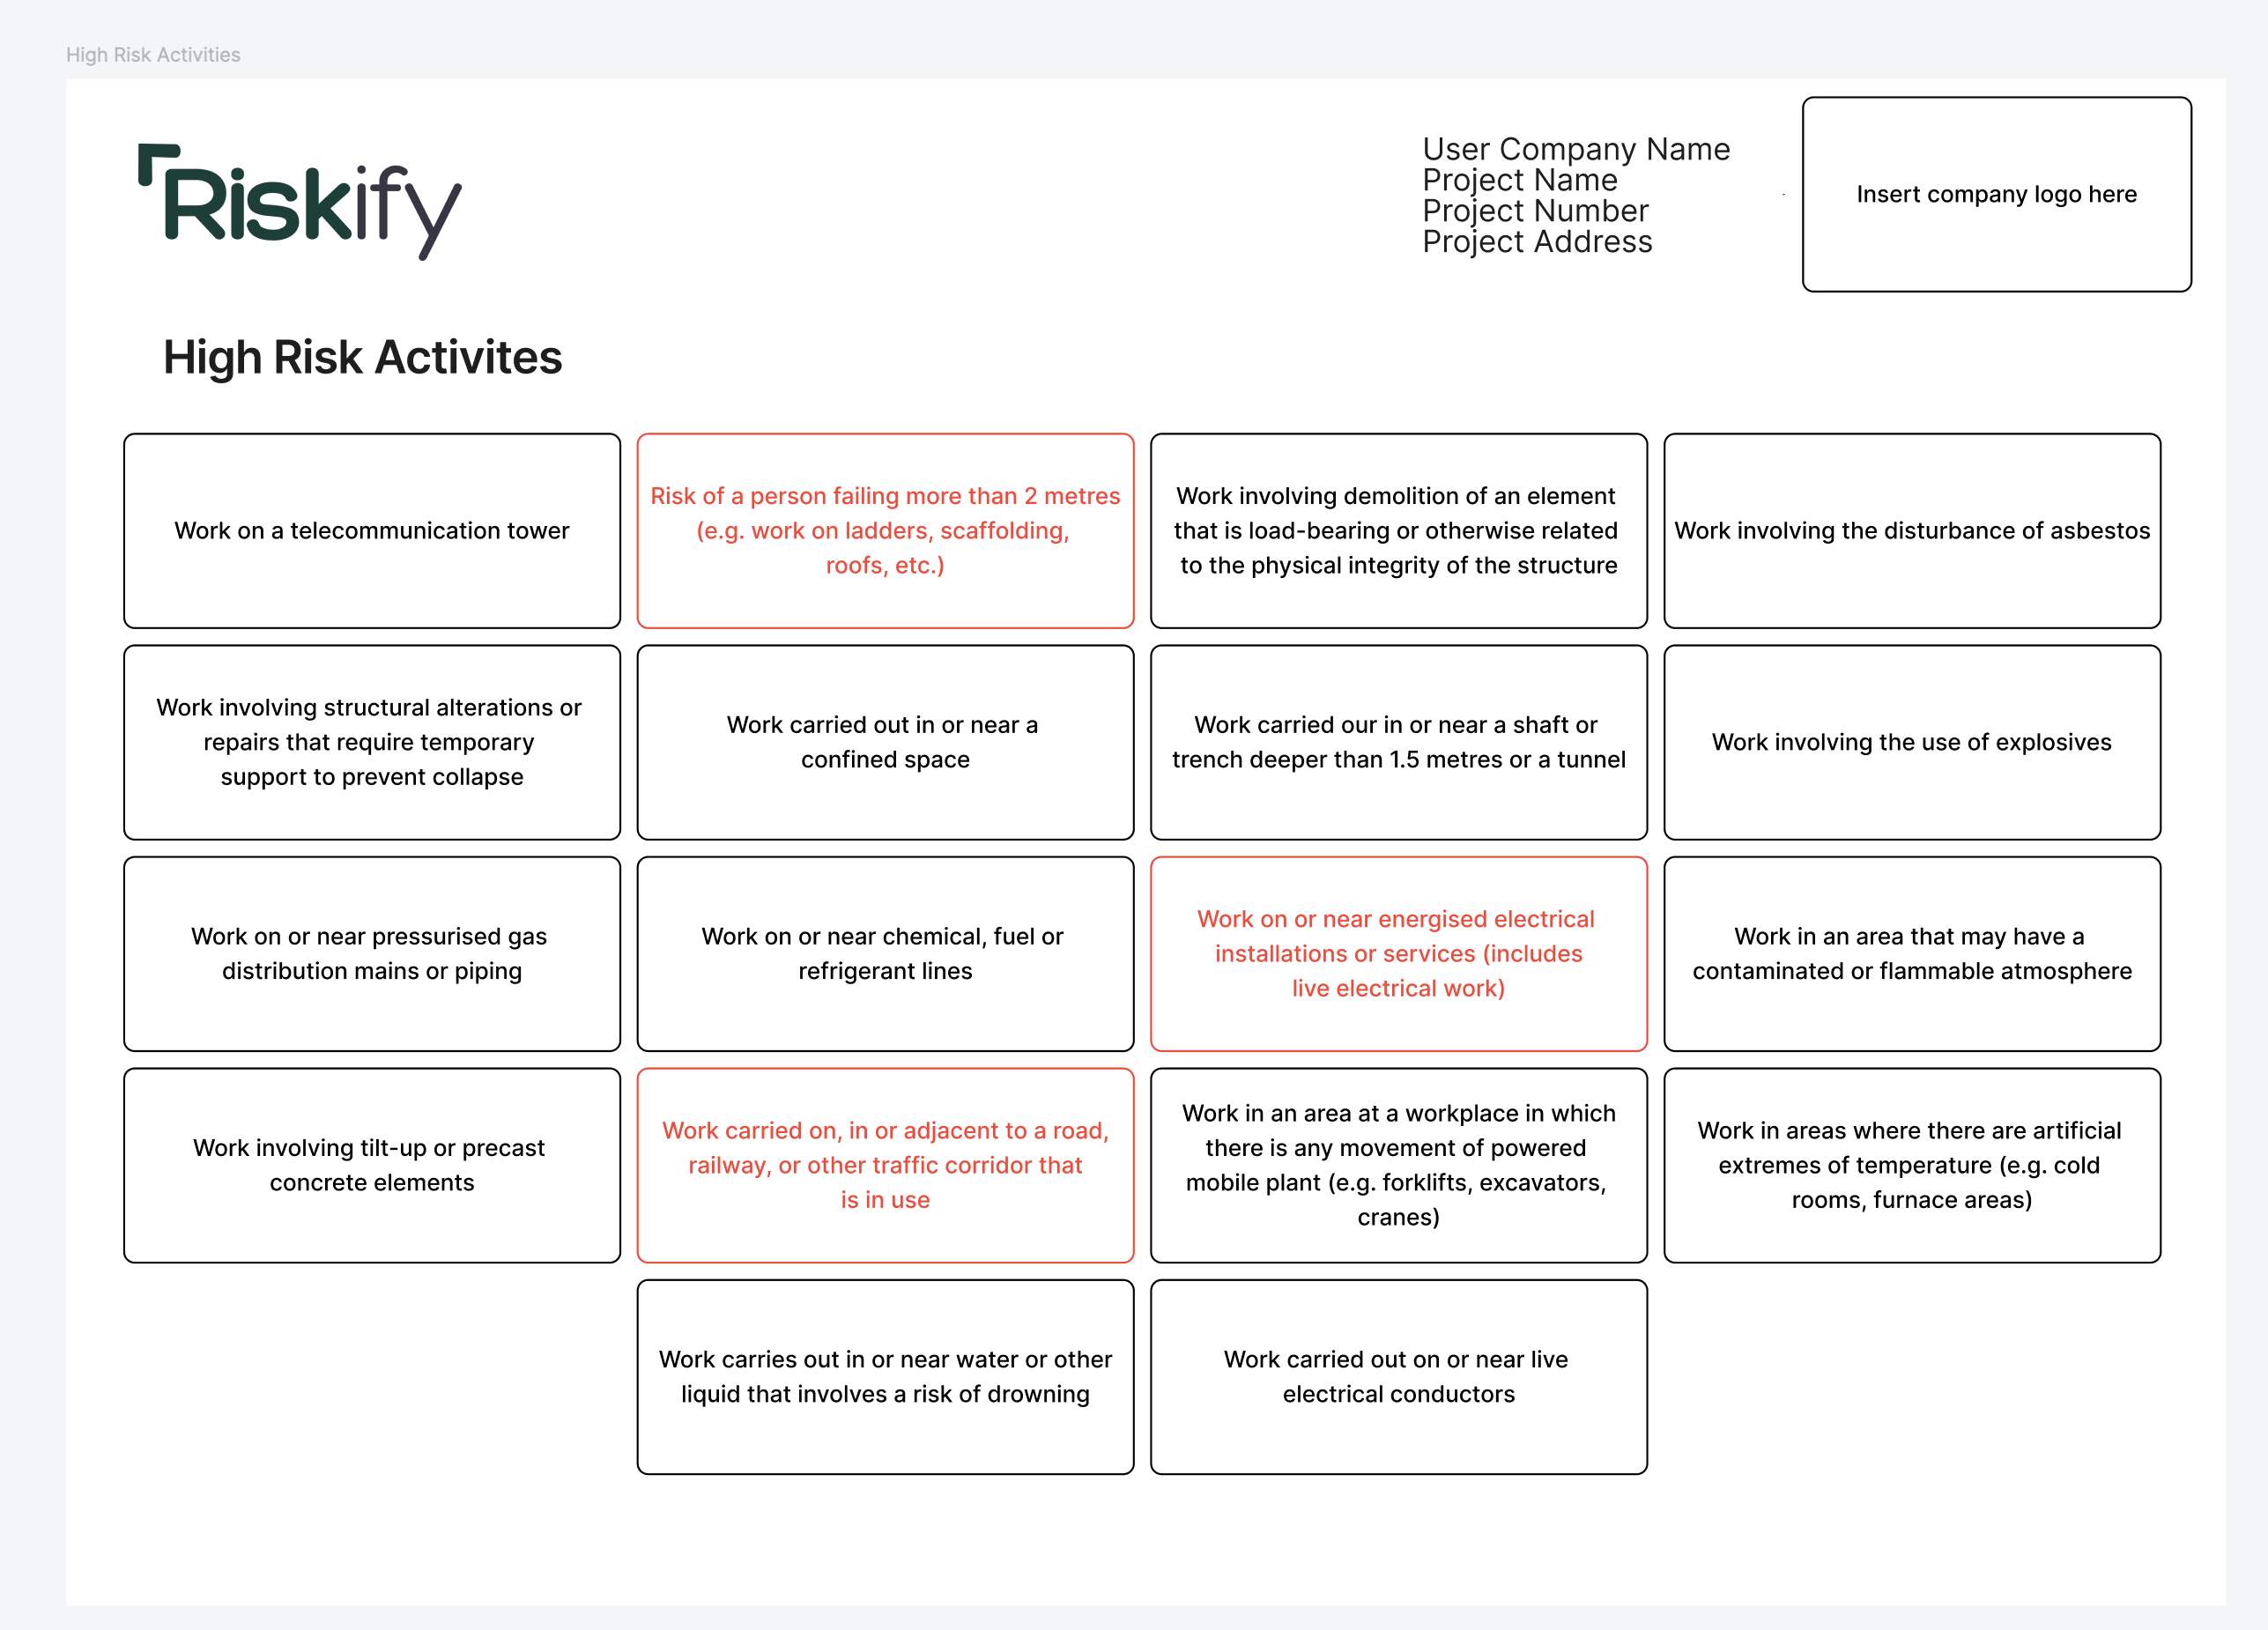 High Risk Activities
Riskify
User Company Name
Project Name
Project Number
Project Address
Insert company logo here
High Risk Activites
Work on a telecommunication tower
Risk of a person failing more than 2 metres
(e.g. work on ladders, scaffolding,
roofs, etc.)
Work involving demolition of an element
that is load-bearing or otherwise related
to the physical integrity of the structure
Work involving the disturbance of asbestos
Work involving structural alterations or
repairs that require temporary
support to prevent collapse
Work carried out in or near a
confined space
Work carried our in or near a shaft or
trench deeper than 1.5 metres or a tunnel
Work involving the use of explosives
Work on or near pressurised gas
distribution mains or piping
Work on or near chemical, fuel or
refrigerant lines
Work on or near energised electrical
installations or services (includes
live electrical work)
Work in an area that may have a
contaminated or flammable atmosphere
Work involving tilt-up or precast
concrete elements
Work carried on, in or adjacent to a road,
railway, or other traffic corridor that
is in use
Work in an area at a workplace in which
there is any movement of powered
mobile plant (e.g. forklifts, excavators,
cranes)
Work in areas where there are artificial
extremes of temperature (e.g. cold
rooms, furnace areas)
Work carries out in or near water or other
liquid that involves a risk of drowning
Work carried out on or near live
electrical conductors